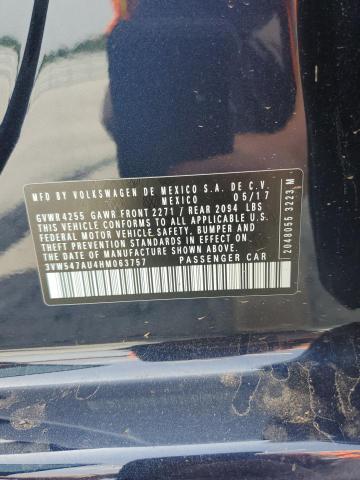 MFD BY VOLKSWAGEN DE MEXICO S.A. DE C.V.
MEXICO 05/17
GVWR 4255 GAWR FRONT 2271 / REAR 2094 LBS
THIS VEHICLE CONFORMS TO ALL APPLICABLE U.S.
FEDERAL MOTOR VEHICLE SAFETY, BUMPER AND
THEFT PREVENTION STANDARDS IN EFFECT ON
THE DATE OF MANUFACTURE SHOWN ABOVE.
3VW547AU4HM063757 PASSENGER CAR
2048055 3223 M